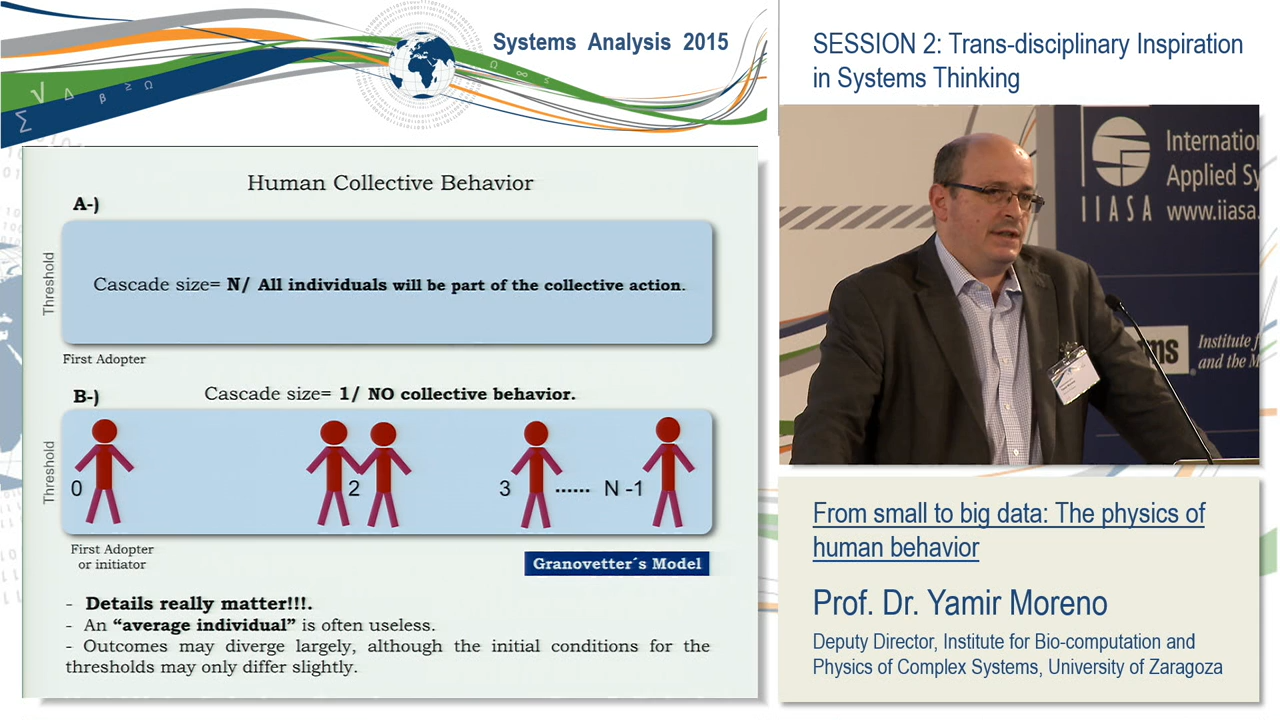 Systems Analysis 2015
Human Collective Behavior
A-)
Threshold
Cascade size= N/ All individuals will be part of the collective action.
First Adopter
B-)
Cascade size= 1/ NO collective behavior.
Threshold
0
2
3
...... N -1
First Adopter
or initiator
Granovetter´s Model
- Details really matter!!!.
- An “average individual” is often useless.
- Outcomes may diverge largely, although the initial conditions for the
thresholds may only differ slightly.
SESSION 2: Trans-disciplinary Inspiration
in Systems Thinking
Internation
Applied Sy
IIASA www.iiasa.
ms
Institute f
and the M
From small to big data: The physics of
human behavior
Prof. Dr. Yamir Moreno
Deputy Director, Institute for Bio-computation and
Physics of Complex Systems, University of Zaragoza